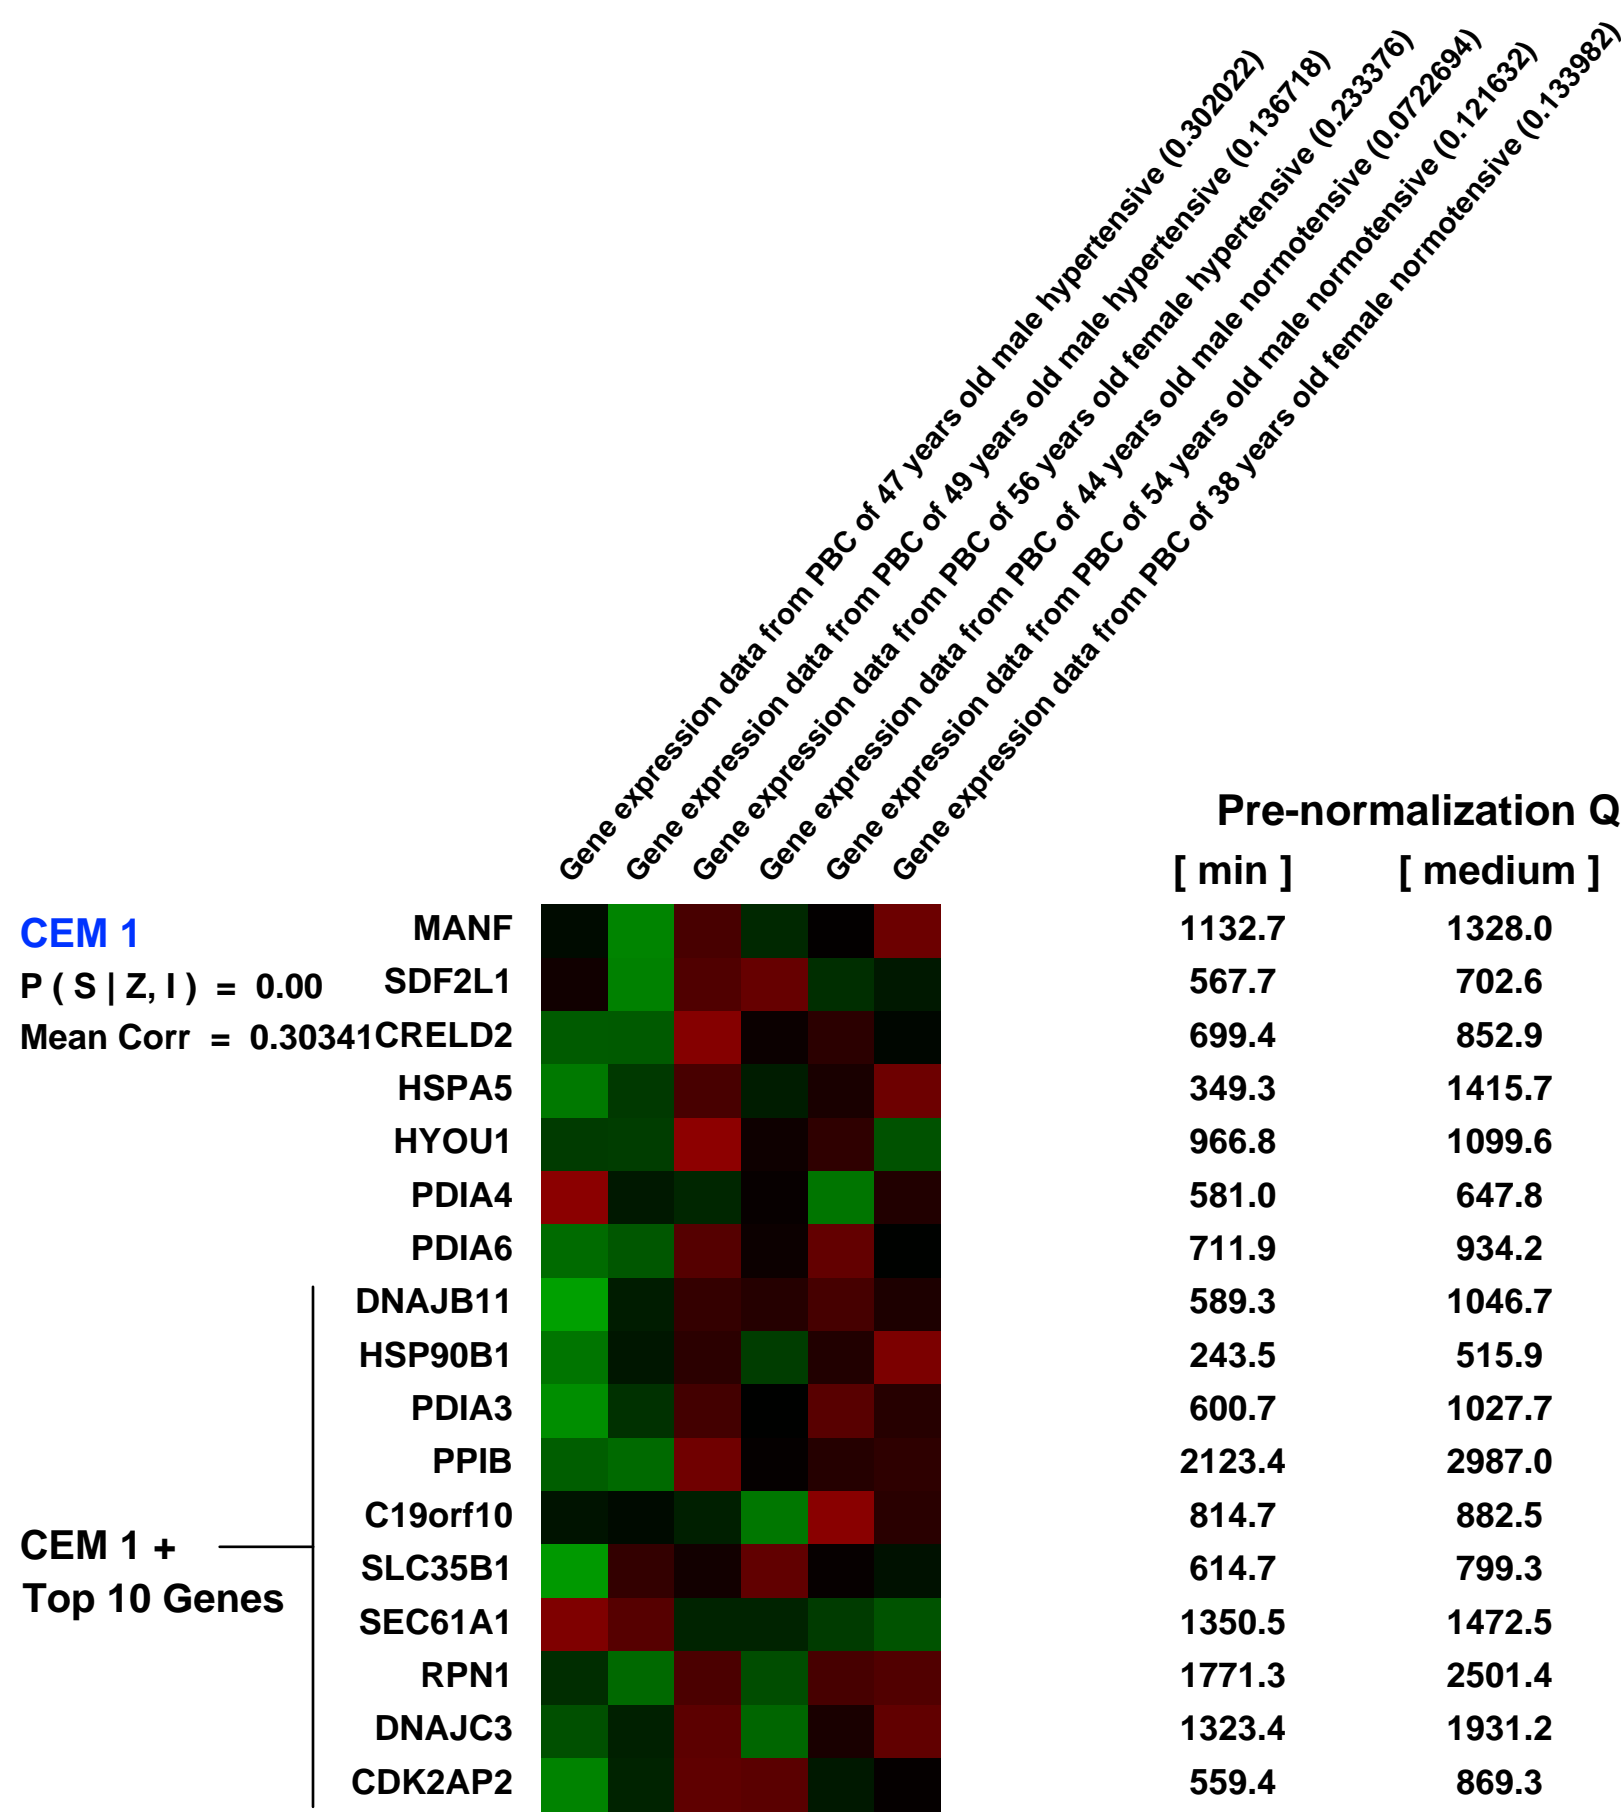 Gene expression data from PBC of 47 years old male hypertensive (0.302022)
Gene expression data from PBC of 49 years old male hypertensive (0.136718)
Gene expression data from PBC of 56 years old female hypertensive (0.233376)
Gene expression data from PBC of 44 years old male normotensive (0.0722694)
Gene expression data from PBC of 54 years old male normotensive (0.121632)
Gene expression data from PBC of 38 years old female normotensive (0.133982)
Pre-normalization Q
[ min ] [ medium ]
CEM 1 MANF 1132.7 1328.0
P ( S | Z, I ) = 0.00 SDF2L1 567.7 702.6
Mean Corr = 0.30341 CRELD2 699.4 852.9
HSPA5 349.3 1415.7
HYOU1 966.8 1099.6
PDIA4 581.0 647.8
PDIA6 711.9 934.2
DNAJB11 589.3 1046.7
HSP90B1 243.5 515.9
PDIA3 600.7 1027.7
PPIB 2123.4 2987.0
C19orf10 814.7 882.5
CEM 1 +
SLC35B1 614.7 799.3
Top 10 Genes
SEC61A1 1350.5 1472.5
RPN1 1771.3 2501.4
DNAJC3 1323.4 1931.2
CDK2AP2 559.4 869.3